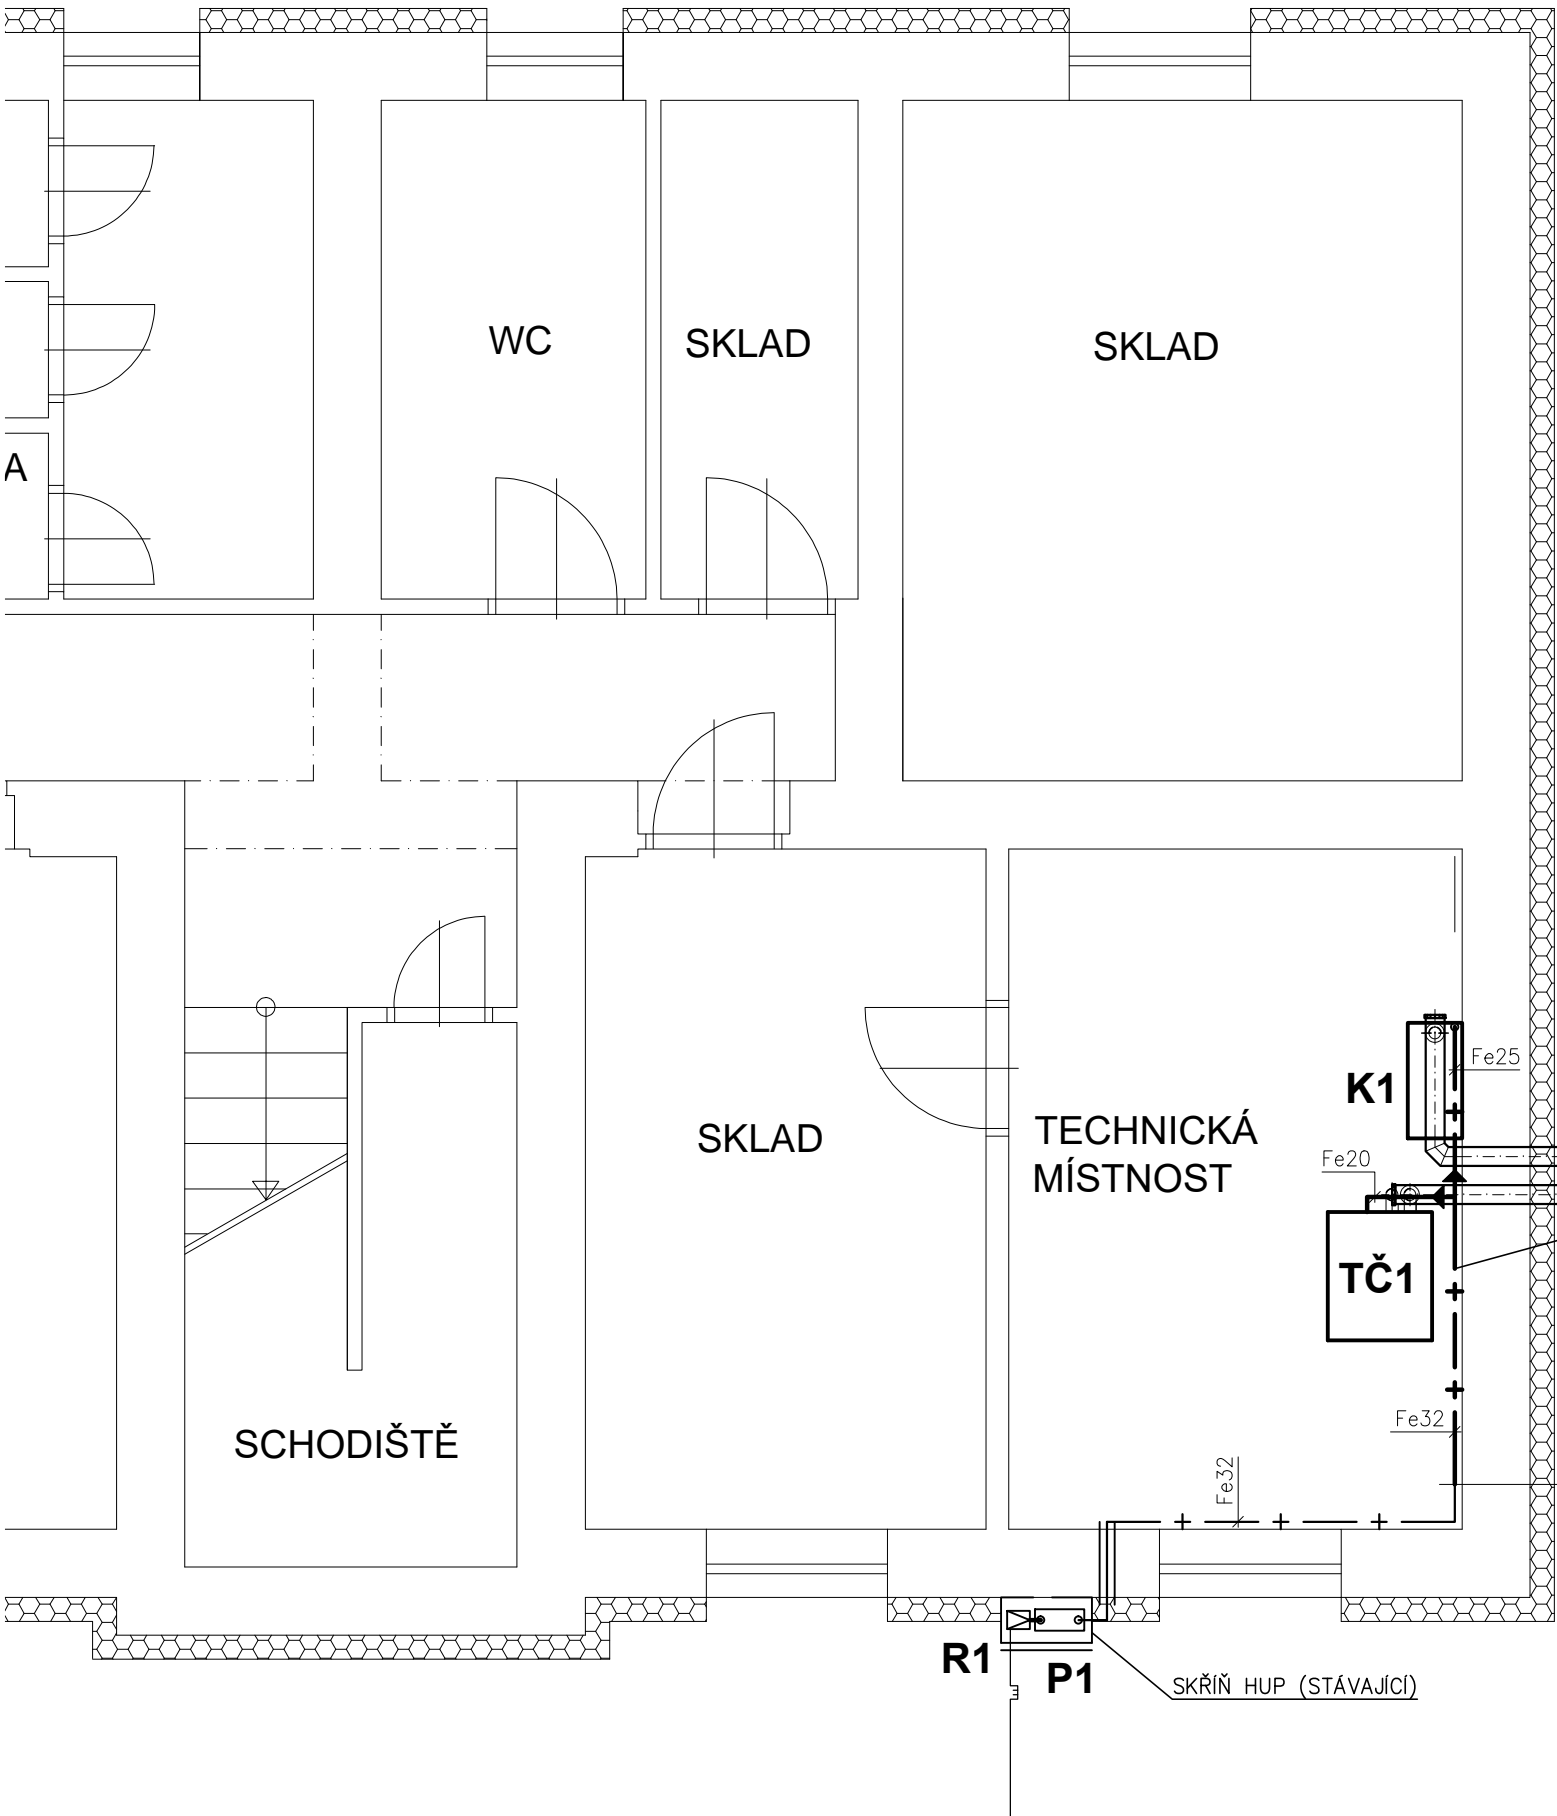 WC
SKLAD
SKLAD
A
Fe25
K1
TECHNICKÁ
MÍSTNOST
SKLAD
Fe20
TČ1
Fe32
SCHODIŠTĚ
Fe32
R1
P1
SKŘÍŇ HUP (STÁVAJÍCÍ)